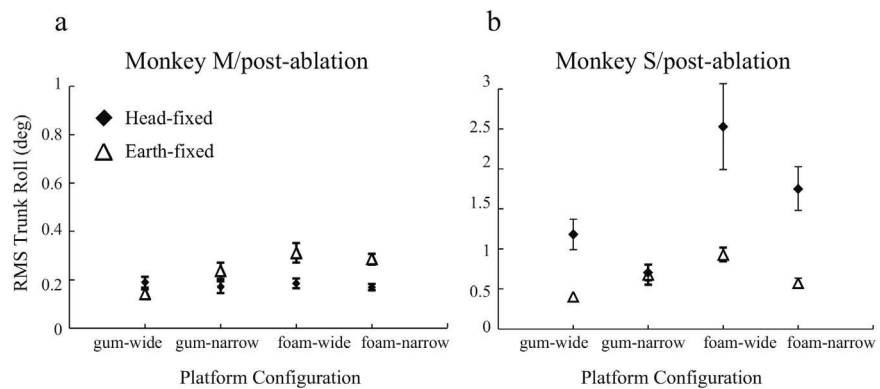 a
Monkey M/post-ablation
RMS Trunk Roll (deg)
1
0.8
0.6
0.4
0.2
0
Head-fixed
Earth-fixed
gum-wide
gum-narrow
foam-wide
foam-narrow
Platform Configuration
b
Monkey S/post-ablation
3
2.5
2
1.5
1
0.5
0
gum-wide
gum-narrow
foam-wide
foam-narrow
Platform Configuration